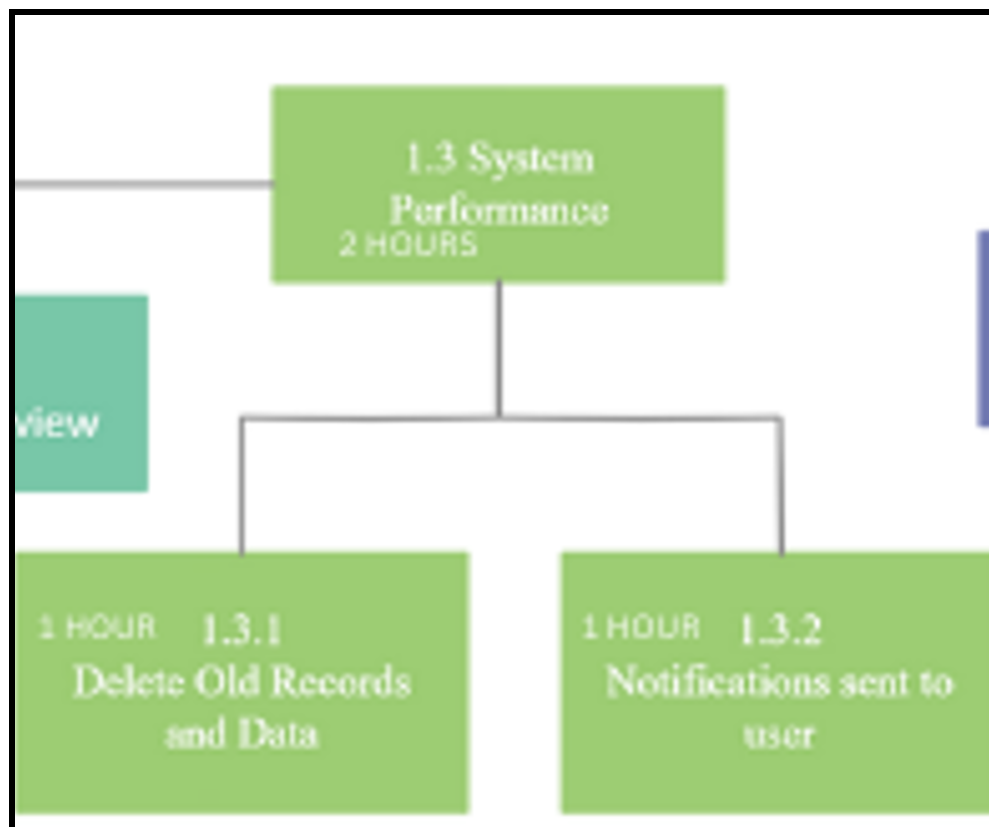 1.3 System
Performance
2 HOURS
view
1 HOUR 1.3.1
Delete Old Records
and Data
1 HOUR 1.3.2
Notifications sent to
user